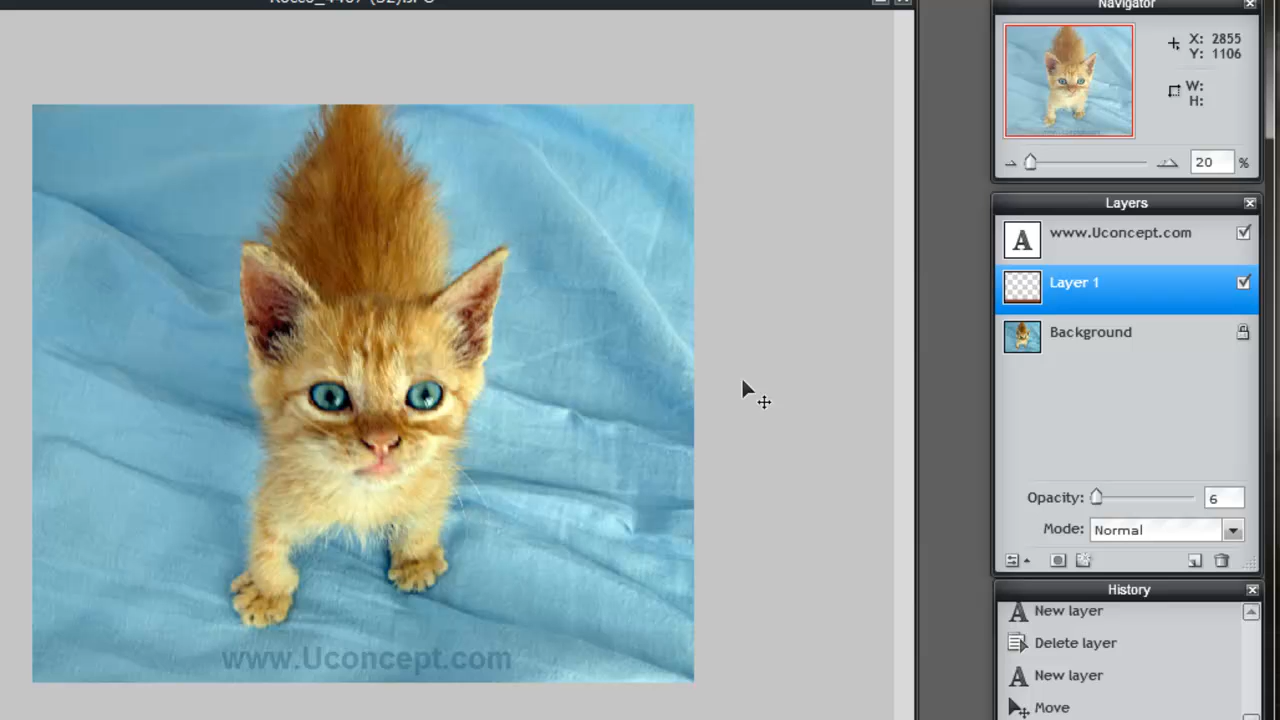 Navigator
X: 2855
Y: 1106
W:
H:
20 %
Layers
A www.Uconcept.com
Layer 1
Background
Opacity: 6
Mode: Normal
www.Uconcept.com
History
A New layer
Delete layer
A New layer
Move